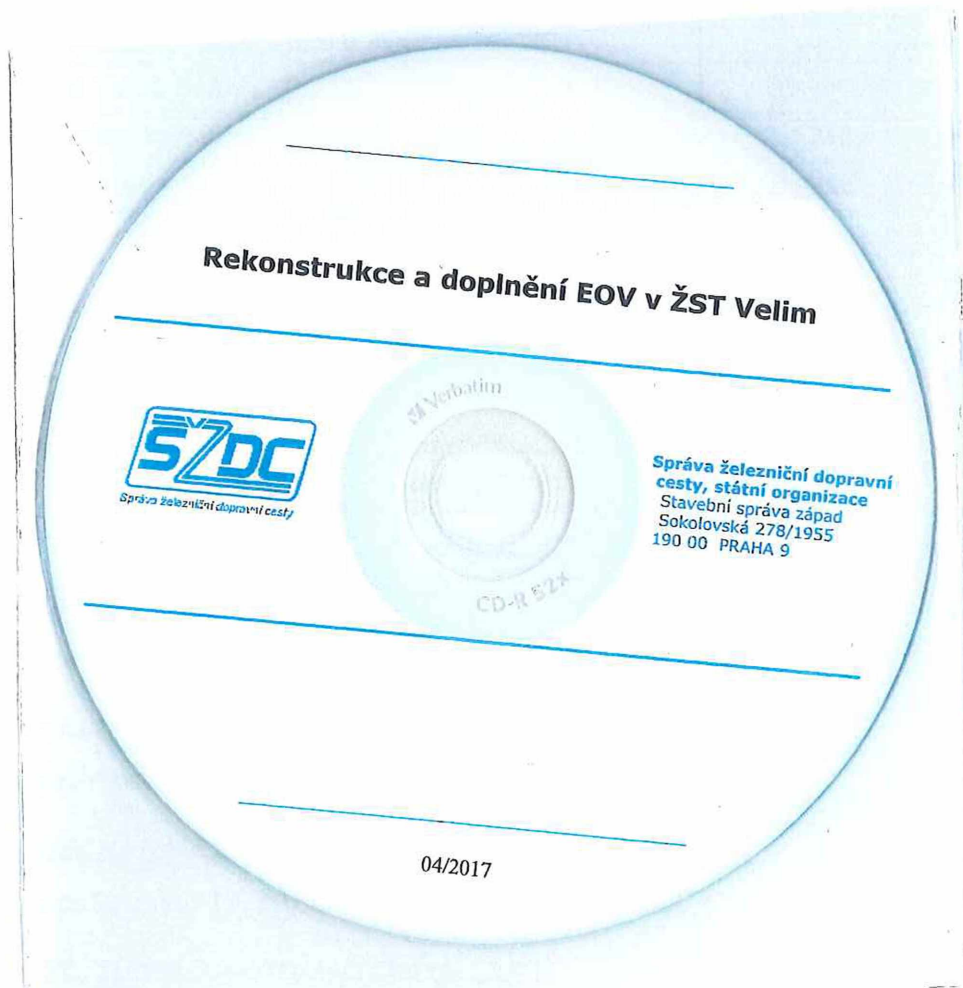 Rekonstrukce a doplnění EOV v ŽST Velim
Verbatim
SŽDC
Správa železniční dopravní cesty
Správa železniční dopravní
cesty, státní organizace
Stavební správa západ
Sokolovská 278/1955
190 00 PRAHA 9
CD-R 52x
04/2017